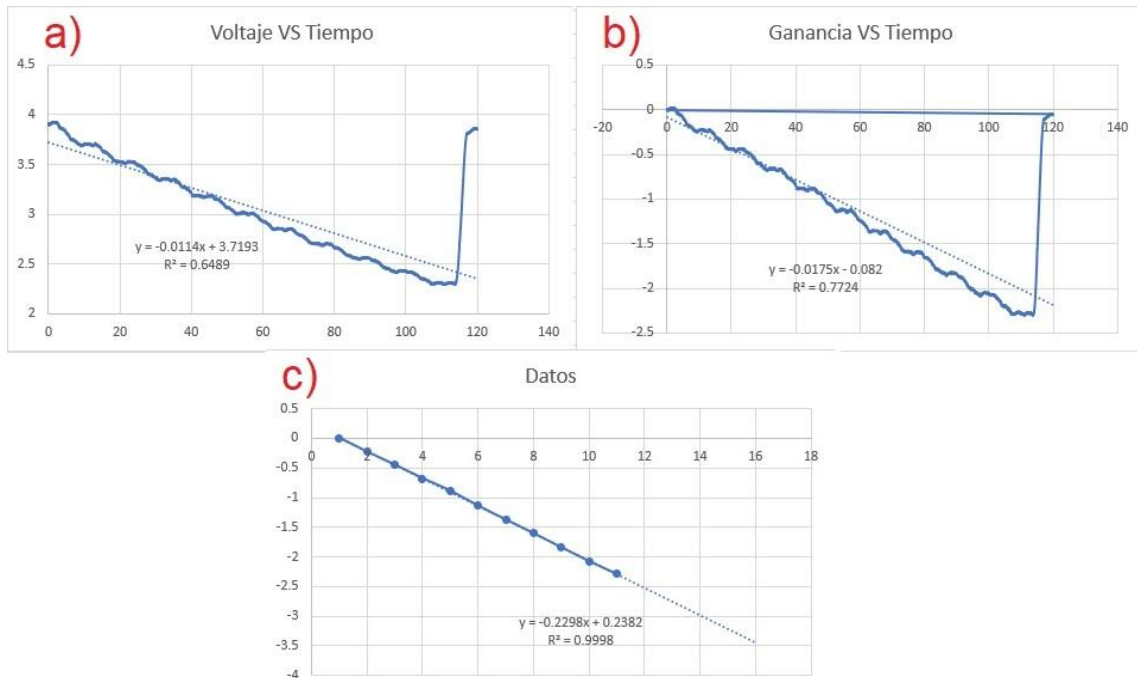 a)
Voltaje VS Tiempo
4.5
4
3.5
3
2.5
2
y = -0.0114x + 3.7193
R² = 0.6489
0 20 40 60 80 100 120 140
b)
Ganancia VS Tiempo
0.5
0
-20 0 20 40 60 80 100 120 140
-0.5
-1
-1.5
-2
-2.5
y = -0.0175x - 0.082
R² = 0.7724
c)
Datos
0.5
0
0 2 4 6 8 10 12 14 16 18
-0.5
-1
-1.5
-2
-2.5
-3
-3.5
-4
y = -0.2298x + 0.2382
R² = 0.9998